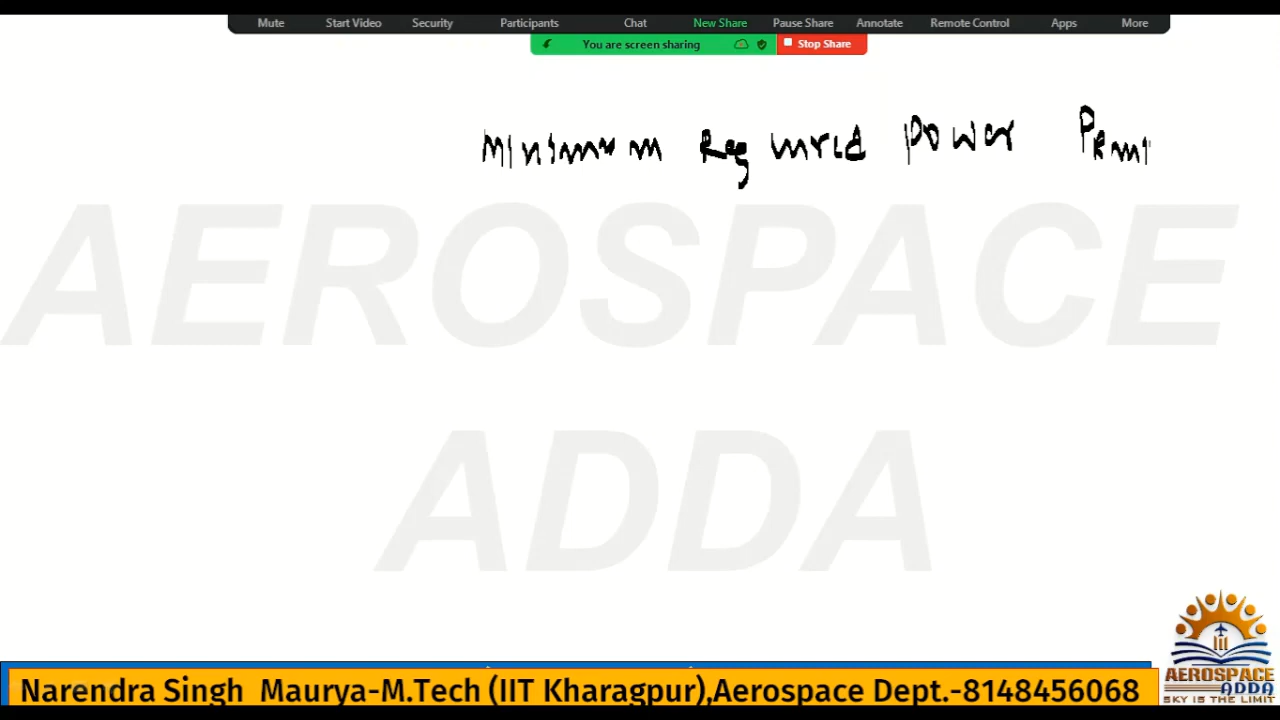 Mute Start Video Security Participants Chat New Share Pause Share Annotate Remote Control Apps More
You are screen sharing Stop Share
Minimum Required power PRmi
AEROSPACE
ADDA
Narendra Singh Maurya-M.Tech (IIT Kharagpur),Aerospace Dept.-8148456068
AEROSPACE
ADDA
SKY IS THE LIMIT